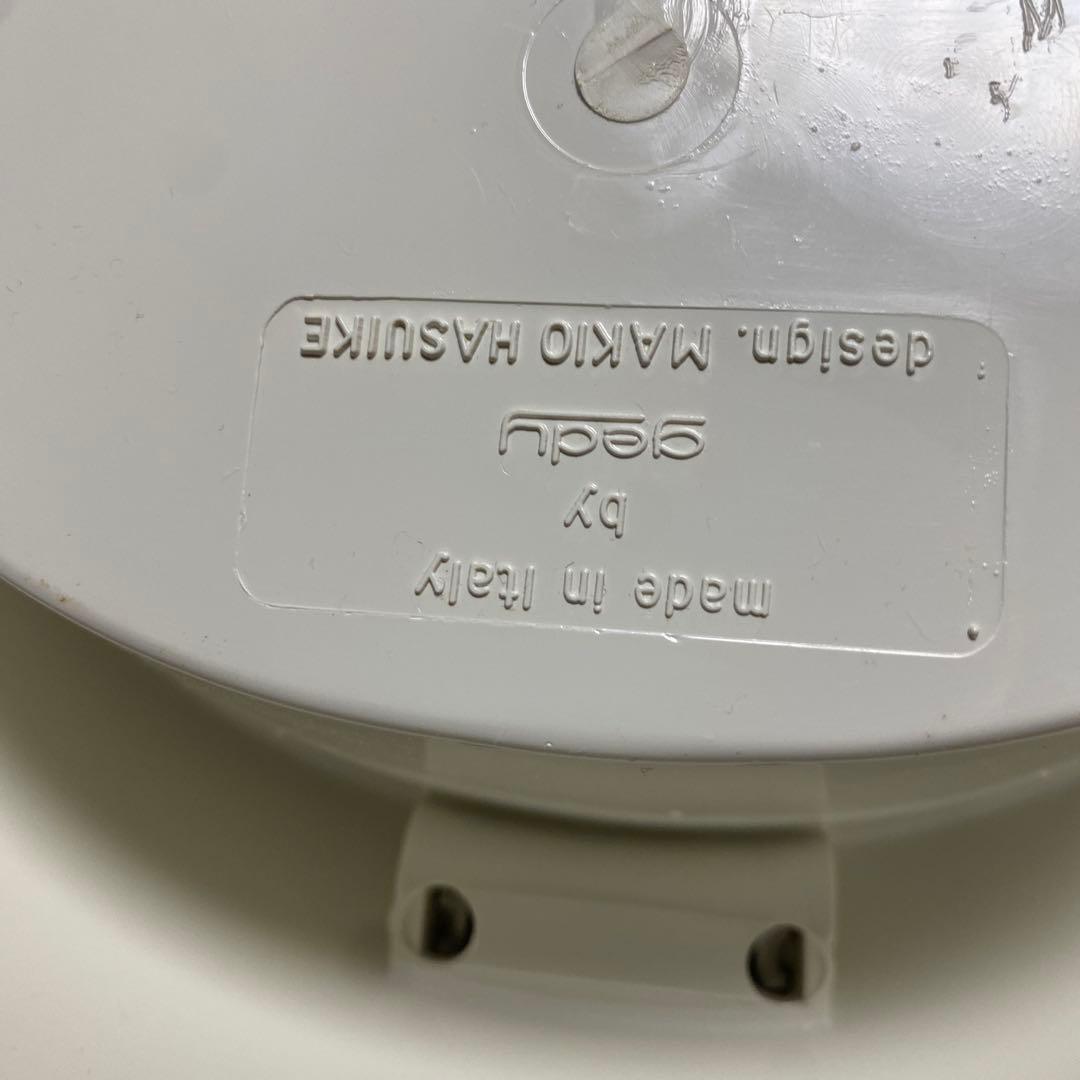 made in Italy
by
gedy
design. MAKIO HASUIKE